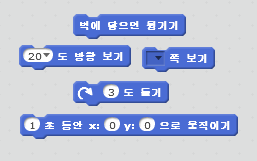 벽에 닿으면 튕기기
20 도 방향 보기
쪽 보기
3 도 돌기
1 초 동안 x: 0 y: 0 으로 움직이기